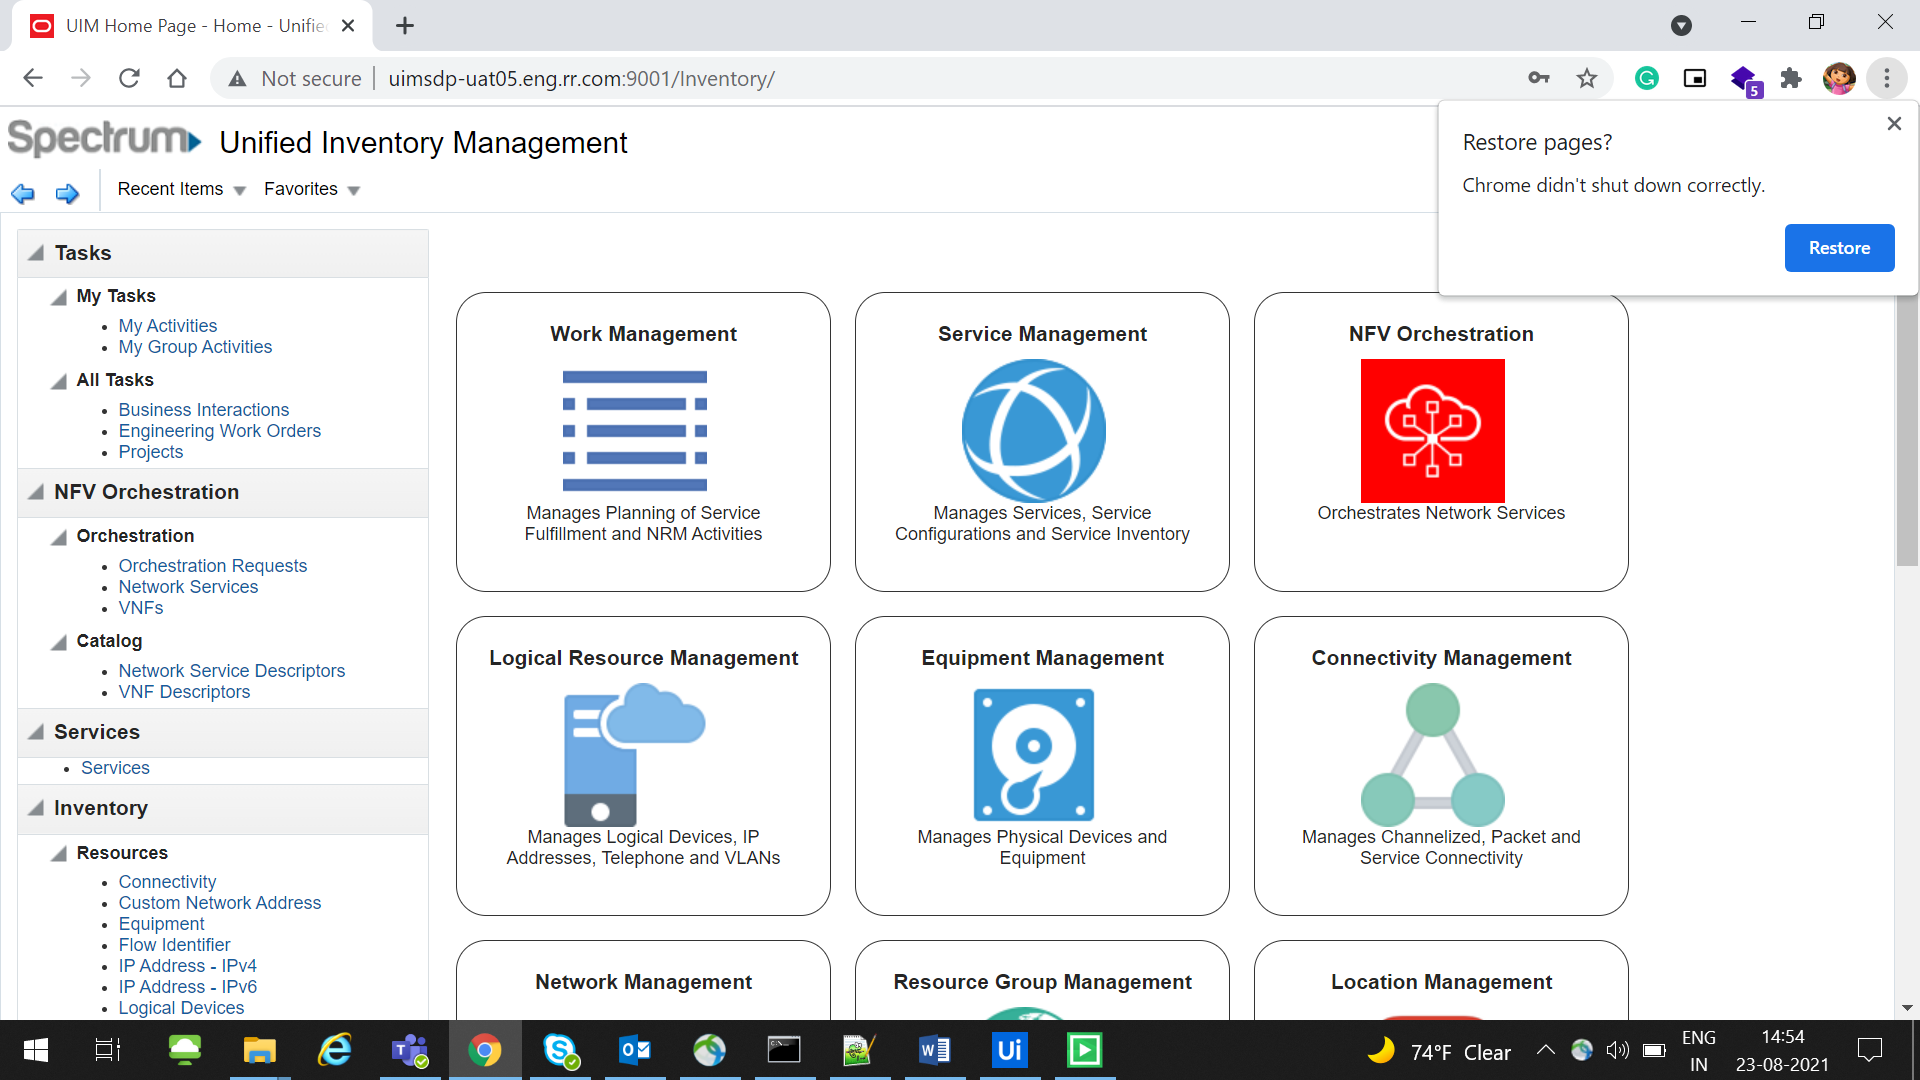 UIM Home Page - Home - Unifie
Not secure
uimsdp-uat05.eng.rr.com:9001/Inventory/
5
Spectrum
Unified Inventory Management
Recent Items
Favorites
Restore pages?
Chrome didn't shut down correctly.
Restore
Tasks
My Tasks
My Activities
My Group Activities
All Tasks
Business Interactions
Engineering Work Orders
Projects
NFV Orchestration
Orchestration
Orchestration Requests
Network Services
VNFs
Catalog
Network Service Descriptors
VNF Descriptors
Services
Services
Inventory
Resources
Connectivity
Custom Network Address
Equipment
Flow Identifier
IP Address - IPv4
IP Address - IPv6
Logical Devices
Work Management
Manages Planning of Service
Fulfillment and NRM Activities
Service Management
Manages Services, Service
Configurations and Service Inventory
NFV Orchestration
Orchestrates Network Services
Logical Resource Management
Manages Logical Devices, IP
Addresses, Telephone and VLANs
Equipment Management
Manages Physical Devices and
Equipment
Connectivity Management
Manages Channelized, Packet and
Service Connectivity
Network Management
Resource Group Management
Location Management
Ui
74°F Clear
ENG
IN
14:54
23-08-2021